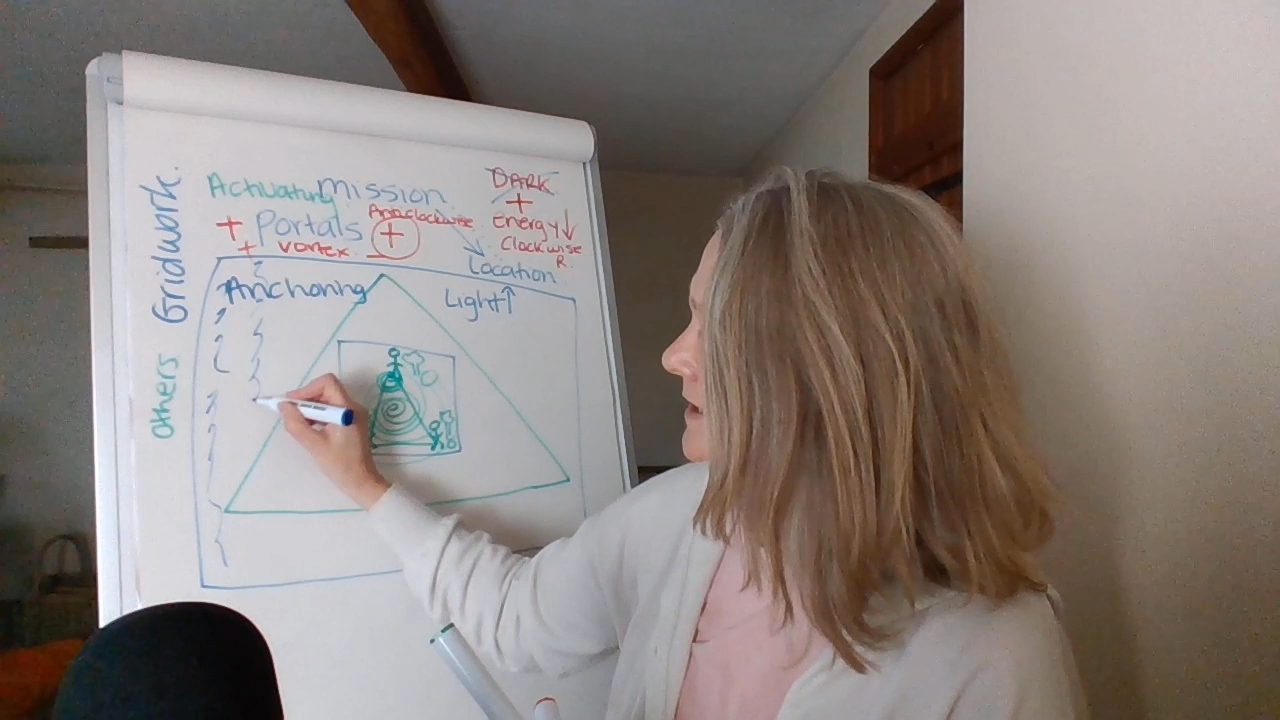 Gridwork.
Others
Activating Mission
+ Portals
+ vortex
Anticlockwise
+
DARK
+
Energy↓
Clockwise
R.
Location
Anchoring
Light↑